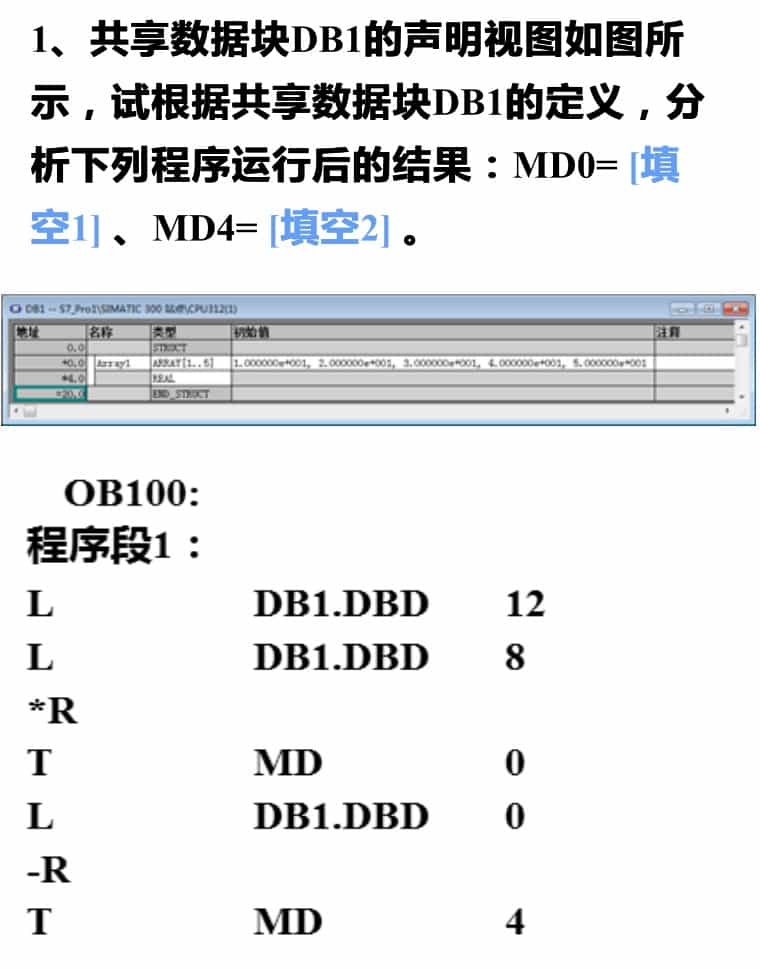 1、共享数据块DB1的声明视图如图所
示，试根据共享数据块DB1的定义，分
析下列程序运行后的结果：MD0= [填
空1] 、MD4= [填空2] 。
DB1 -- S7_Pro1\SIMATIC 300 站点\CPU312(1)
地址 名称 类型 初始值 注释
0.0 STRUCT
+0.0 Array1 ARRAY[1..5] 1.000000e+001, 2.000000e+001, 3.000000e+001, 4.000000e+001, 5.000000e+001
*4.0 REAL
=20.0 END_STRUCT
OB100:
程序段1：
L DB1.DBD 12
L DB1.DBD 8
*R
T MD 0
L DB1.DBD 0
-R
T MD 4